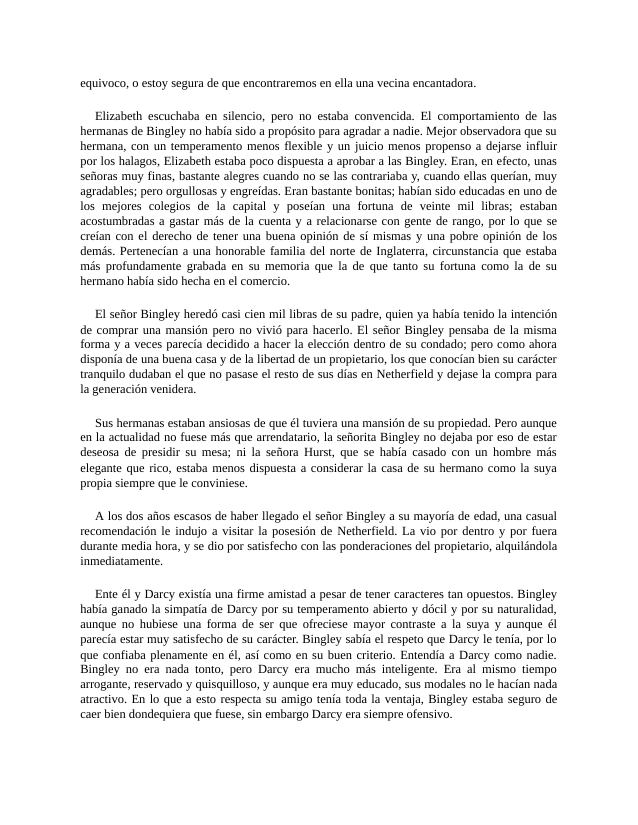 equivoco, o estoy segura de que encontraremos en ella una vecina encantadora.
Elizabeth escuchaba en silencio, pero no estaba convencida. El comportamiento de las
hermanas de Bingley no había sido a propósito para agradar a nadie. Mejor observadora que su
hermana, con un temperamento menos flexible y un juicio menos propenso a dejarse influir
por los halagos, Elizabeth estaba poco dispuesta a aprobar a las Bingley. Eran, en efecto, unas
señoras muy finas, bastante alegres cuando no se las contrariaba y, cuando ellas querían, muy
agradables; pero orgullosas y engreídas. Eran bastante bonitas; habían sido educadas en uno de
los mejores colegios de la capital y poseían una fortuna de veinte mil libras; estaban
acostumbradas a gastar más de la cuenta y a relacionarse con gente de rango, por lo que se
creían con el derecho de tener una buena opinión de sí mismas y una pobre opinión de los
demás. Pertenecían a una honorable familia del norte de Inglaterra, circunstancia que estaba
más profundamente grabada en su memoria que la de que tanto su fortuna como la de su
hermano había sido hecha en el comercio.
El señor Bingley heredó casi cien mil libras de su padre, quien ya había tenido la intención
de comprar una mansión pero no vivió para hacerlo. El señor Bingley pensaba de la misma
forma y a veces parecía decidido a hacer la elección dentro de su condado; pero como ahora
disponía de una buena casa y de la libertad de un propietario, los que conocían bien su carácter
tranquilo dudaban el que no pasase el resto de sus días en Netherfield y dejase la compra para
la generación venidera.
Sus hermanas estaban ansiosas de que él tuviera una mansión de su propiedad. Pero aunque
en la actualidad no fuese más que arrendatario, la señorita Bingley no dejaba por eso de estar
deseosa de presidir su mesa; ni la señora Hurst, que se había casado con un hombre más
elegante que rico, estaba menos dispuesta a considerar la casa de su hermano como la suya
propia siempre que le conviniese.
A los dos años escasos de haber llegado el señor Bingley a su mayoría de edad, una casual
recomendación le indujo a visitar la posesión de Netherfield. La vio por dentro y por fuera
durante media hora, y se dio por satisfecho con las ponderaciones del propietario, alquilándola
inmediatamente.
Ente él y Darcy existía una firme amistad a pesar de tener caracteres tan opuestos. Bingley
había ganado la simpatía de Darcy por su temperamento abierto y dócil y por su naturalidad,
aunque no hubiese una forma de ser que ofreciese mayor contraste a la suya y aunque él
parecía estar muy satisfecho de su carácter. Bingley sabía el respeto que Darcy le tenía, por lo
que confiaba plenamente en él, así como en su buen criterio. Entendía a Darcy como nadie.
Bingley no era nada tonto, pero Darcy era mucho más inteligente. Era al mismo tiempo
arrogante, reservado y quisquilloso, y aunque era muy educado, sus modales no le hacían nada
atractivo. En lo que a esto respecta su amigo tenía toda la ventaja, Bingley estaba seguro de
caer bien dondequiera que fuese, sin embargo Darcy era siempre ofensivo.